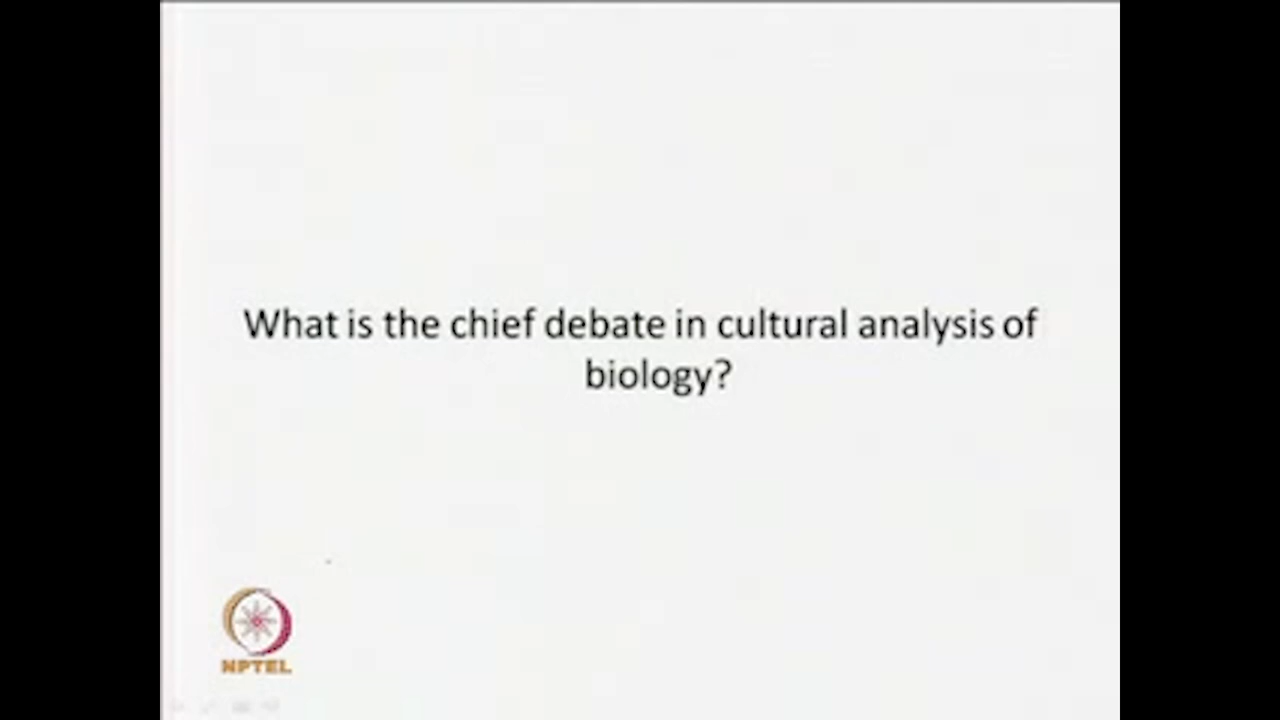 What is the chief debate in cultural analysis of
biology?
NPTEL